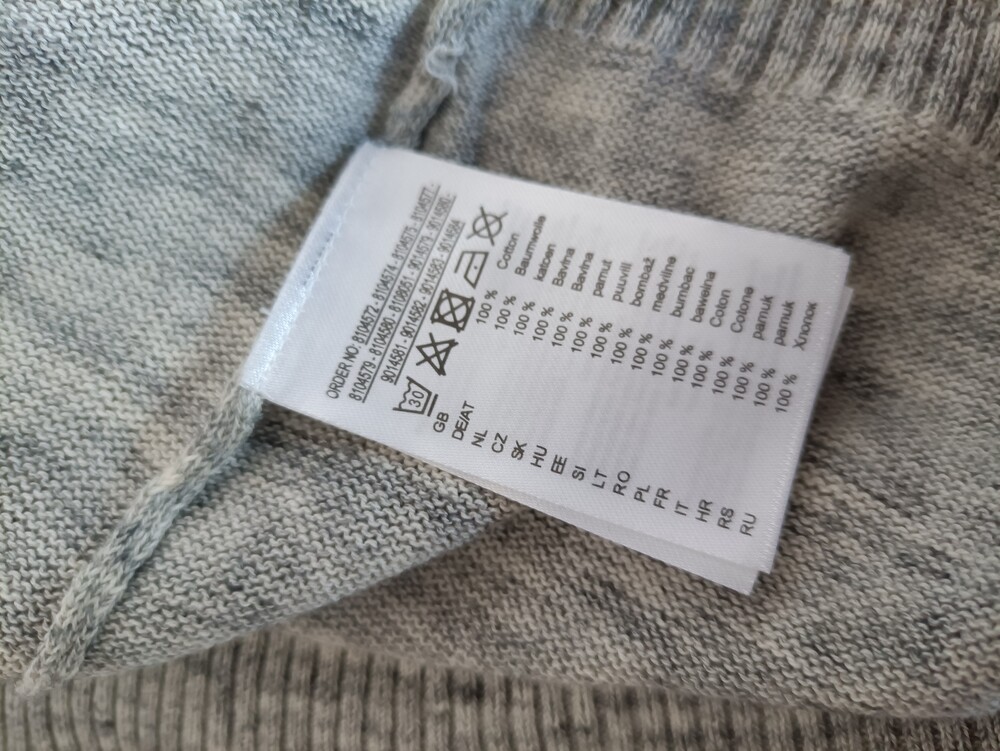 ORDER NO: 8104572 - 8104574 - 8104575 - 8104577 -
8104579 - 8104580 - 8106951 - 9014579 - 9014580 -
9014581 - 9014582 - 9014583 - 9014584
30
GB 100 % Cotton
DE/AT 100 % Baumwolle
NL 100 % katoen
CZ 100 % Bavlna
SK 100 % Bavlna
HU 100 % pamut
EE 100 % puuvill
SI 100 % bombaž
LT 100 % medvilnė
RO 100 % bumbac
PL 100 % bawełna
FR 100 % Coton
IT 100 % Cotone
HR 100 % pamuk
RS 100 % pamuk
RU 100 % Хлопок